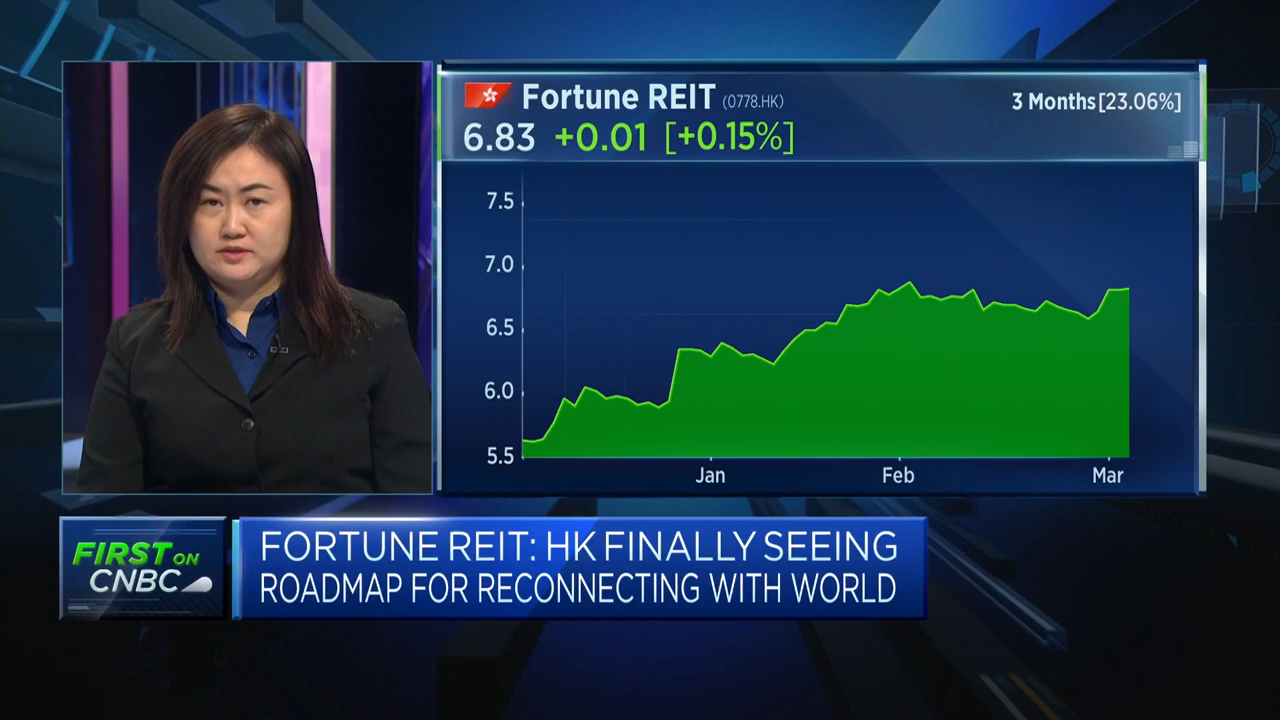 Fortune REIT (0778.HK)
3 Months [23.06%]
6.83 +0.01 [+0.15%]
7.5
7.0
6.5
6.0
5.5
Jan Feb Mar
FIRST ON
CNBC
FORTUNE REIT: HK FINALLY SEEING
ROADMAP FOR RECONNECTING WITH WORLD